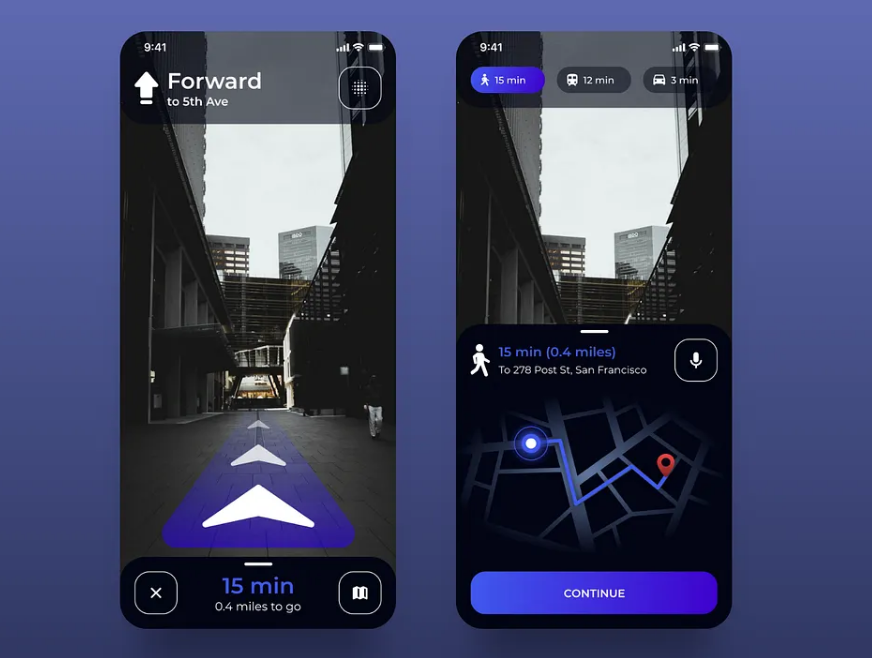 9:41
Forward
to 5th Ave
15 min
0.4 miles to go
9:41
15 min
12 min
3 min
15 min (0.4 miles)
To 278 Post St, San Francisco
CONTINUE